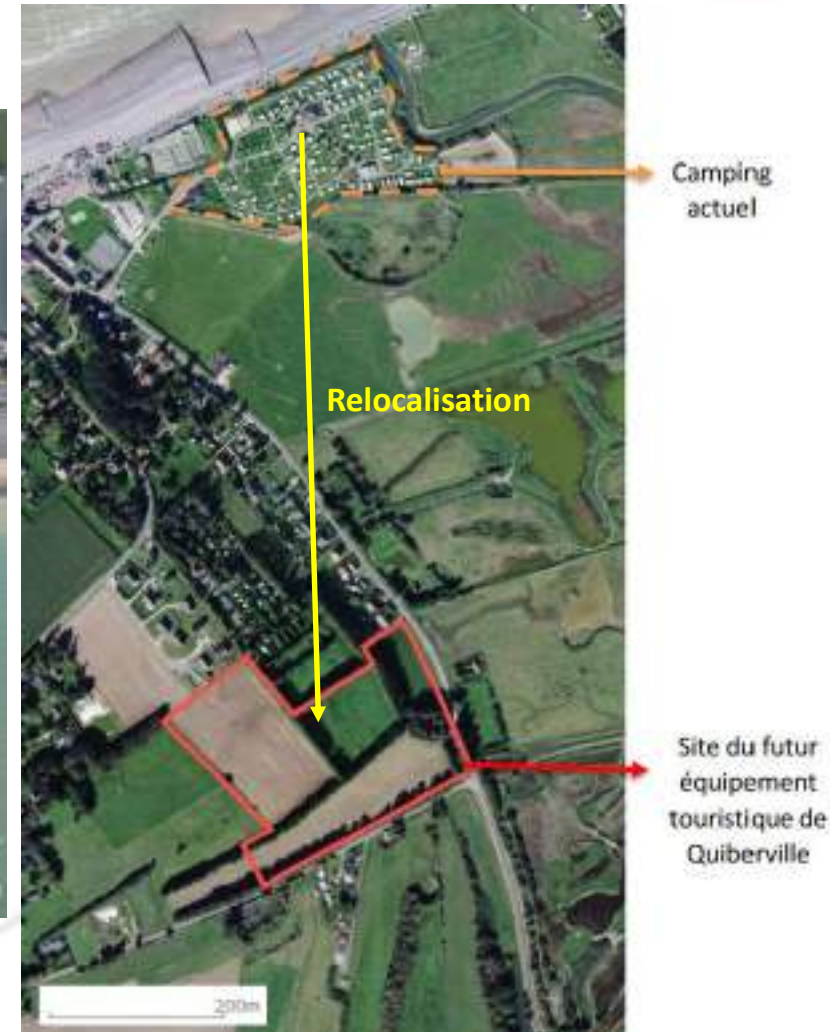 Camping
actuel
Relocalisation
Site du futur
équipement
touristique de
Quiberville
200m